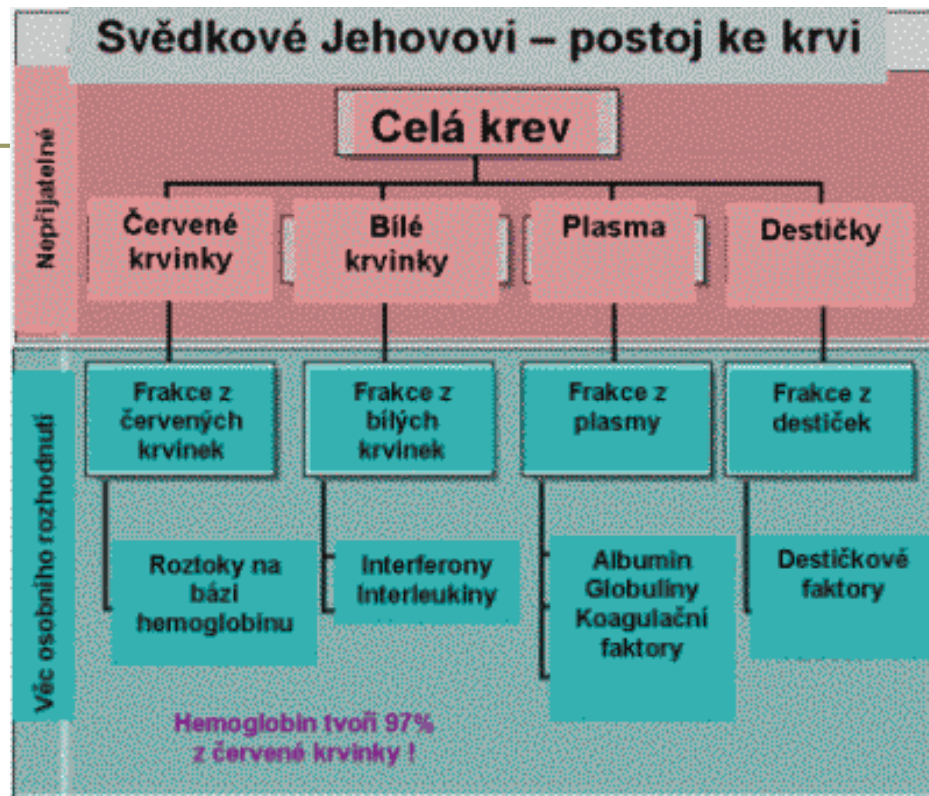 Svědkové Jehovovi – postoj ke krvi
Nepřijatelné
Celá krev
Červené
krvinky
Bílé
krvinky
Plasma
Destičky
Věc osobního rozhodnutí
Frakce z
červených
krvinek
Frakce z
bílých
krvinek
Frakce z
plasmy
Frakce z
destiček
Roztoky na
bázi
hemoglobinu
Interferony
Interleukiny
Albumin
Globuliny
Koagulační
faktory
Destičkové
faktory
Hemoglobin tvoří 97%
z červené krvinky !